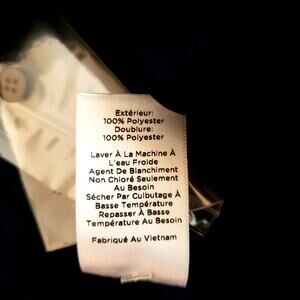 Extérieur:
100% Polyester
Doublure:
100% Polyester
Laver À La Machine À
L'eau Froide
Agent De Blanchiment
Non Chloré Seulement
Au Besoin
Sécher Par Culbutage À
Basse Température
Repasser À Basse
Température Au Besoin
Fabriqué Au Vietnam